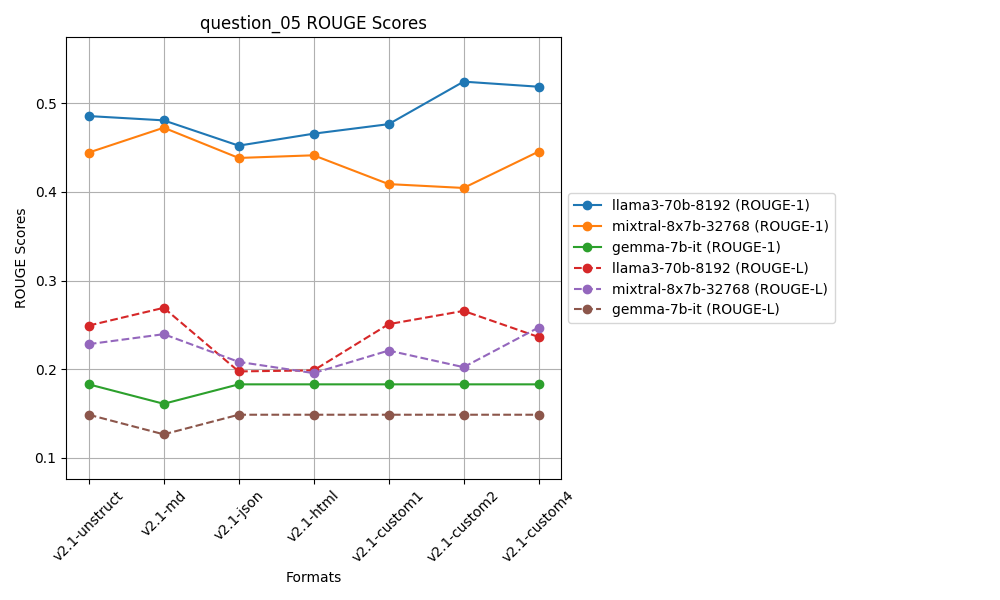 question_05 ROUGE Scores
ROUGE Scores
0.5
0.4
0.3
0.2
0.1
v2.1-unstruct
v2.1-md
v2.1-json
v2.1-html
v2.1-custom1
v2.1-custom2
v2.1-custom4
Formats
llama3-70b-8192 (ROUGE-1)
mixtral-8x7b-32768 (ROUGE-1)
gemma-7b-it (ROUGE-1)
llama3-70b-8192 (ROUGE-L)
mixtral-8x7b-32768 (ROUGE-L)
gemma-7b-it (ROUGE-L)